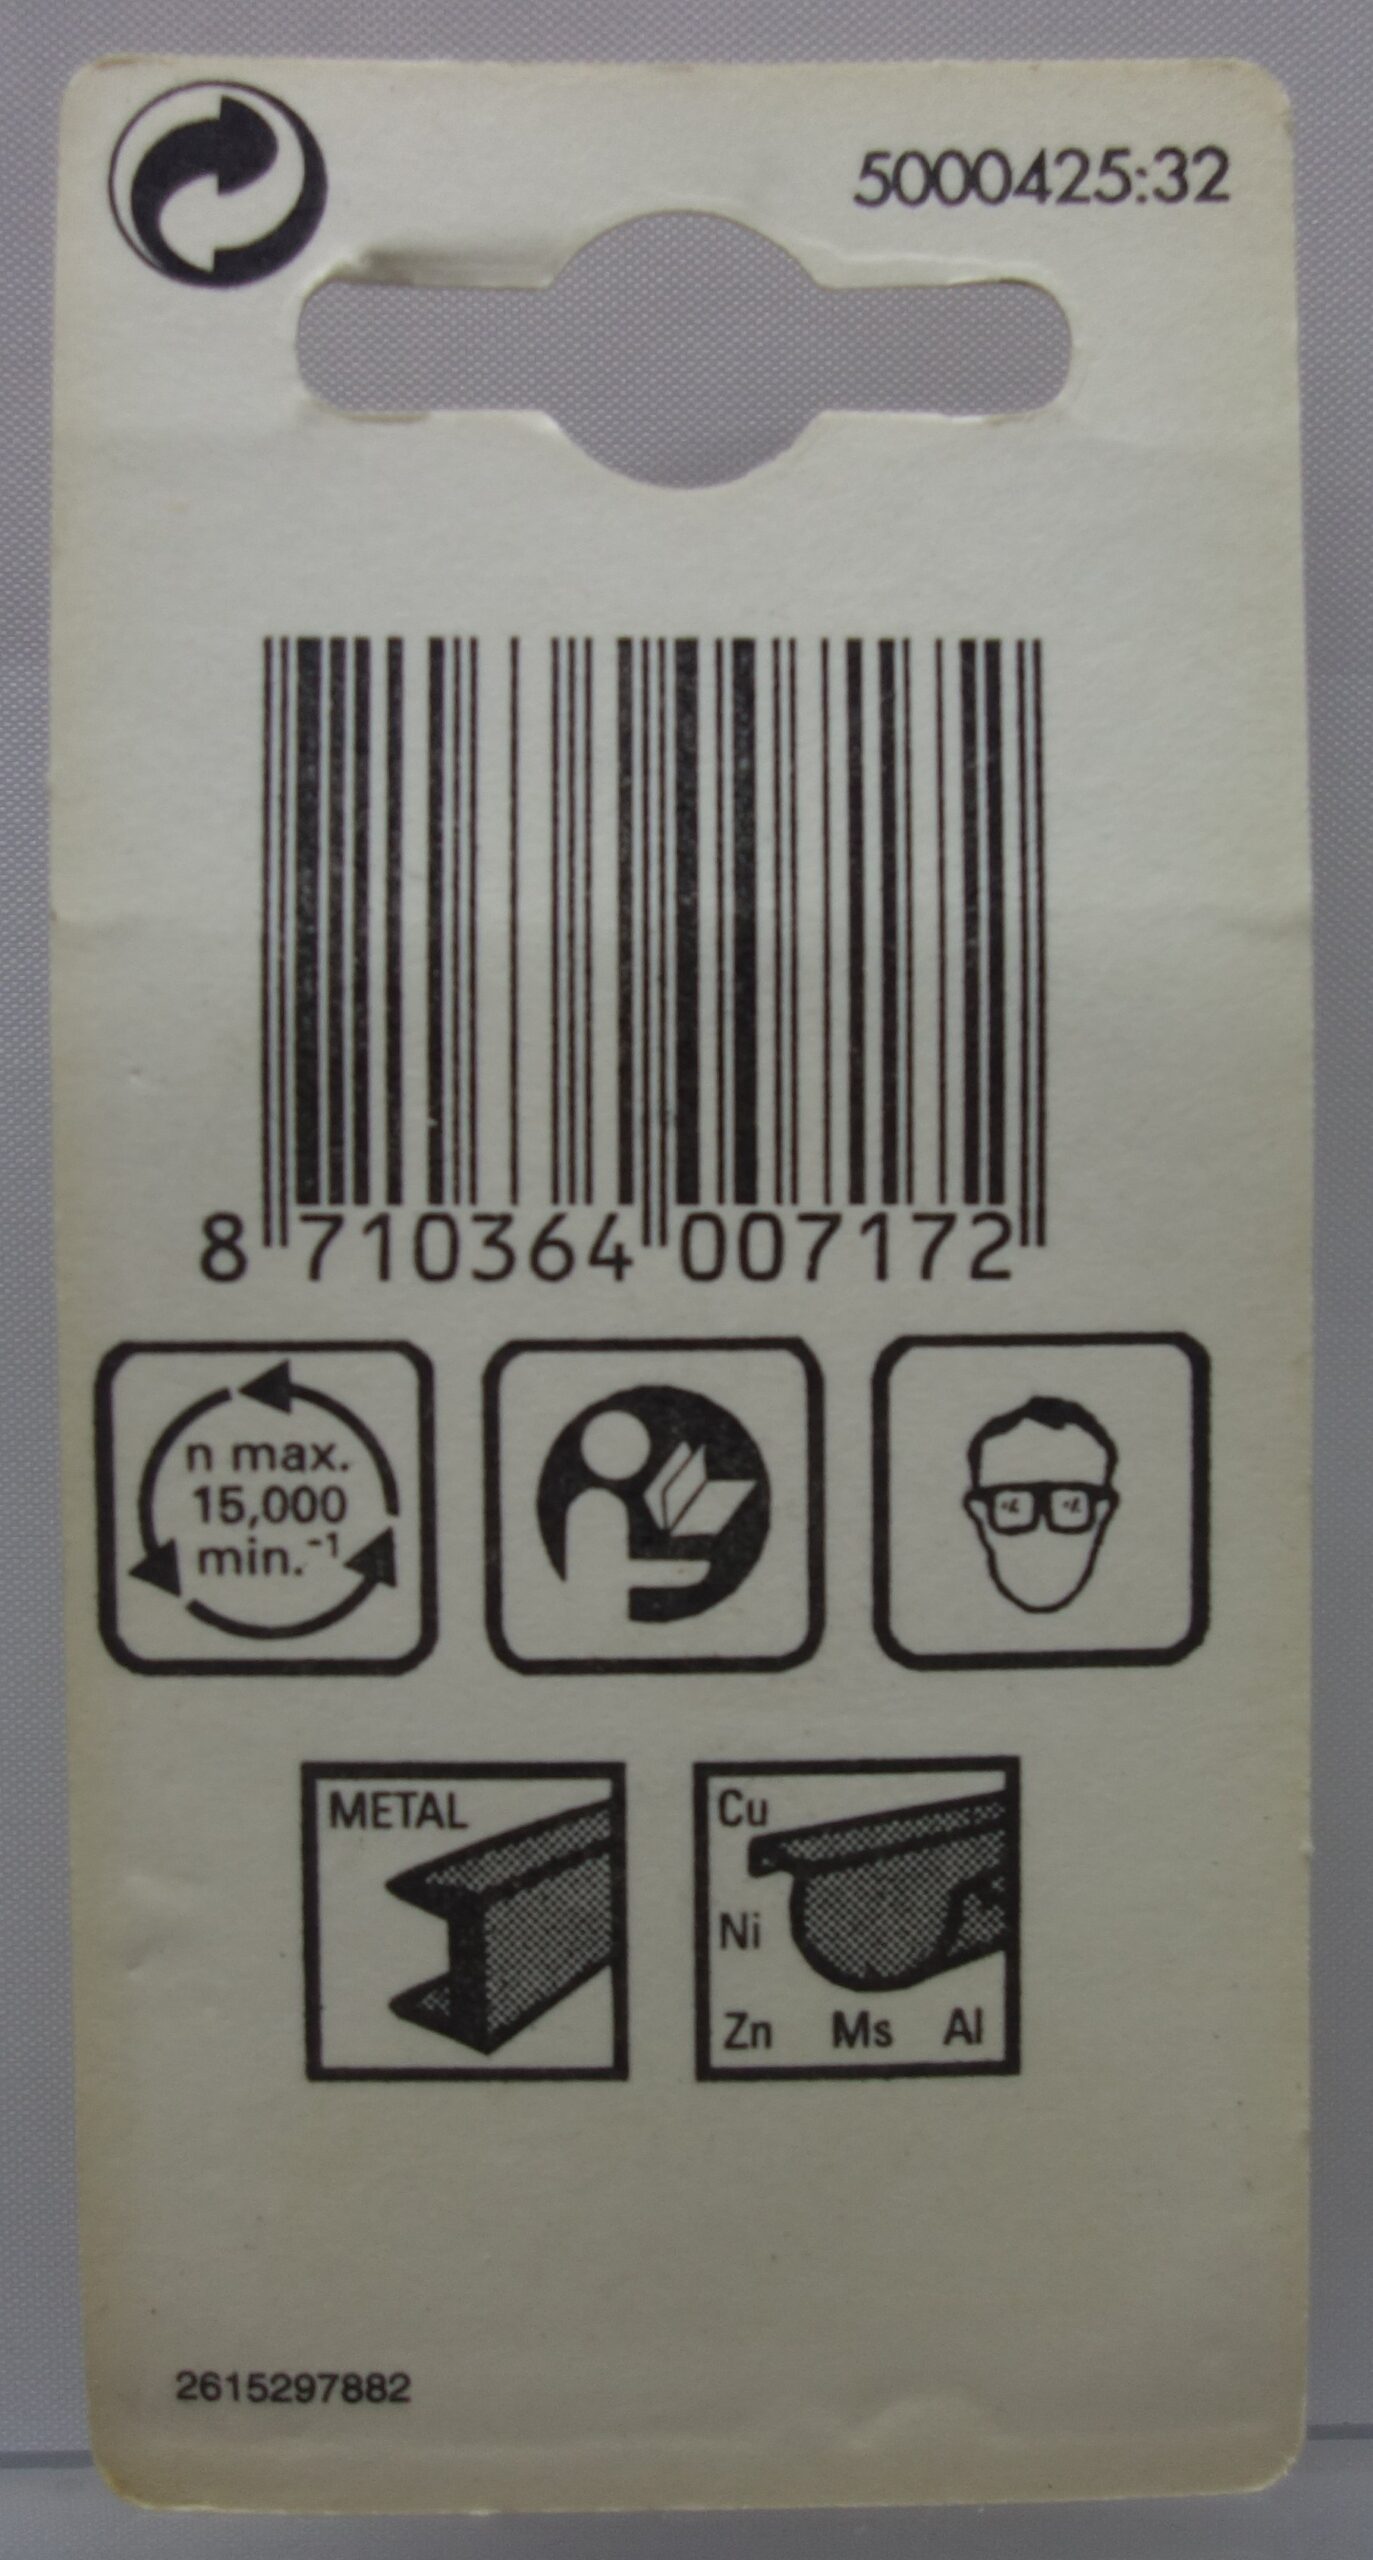 5000425:32
8 710364 007172
n max.
15,000
min.⁻¹
METAL
Cu
Ni
Zn Ms Al
2615297882